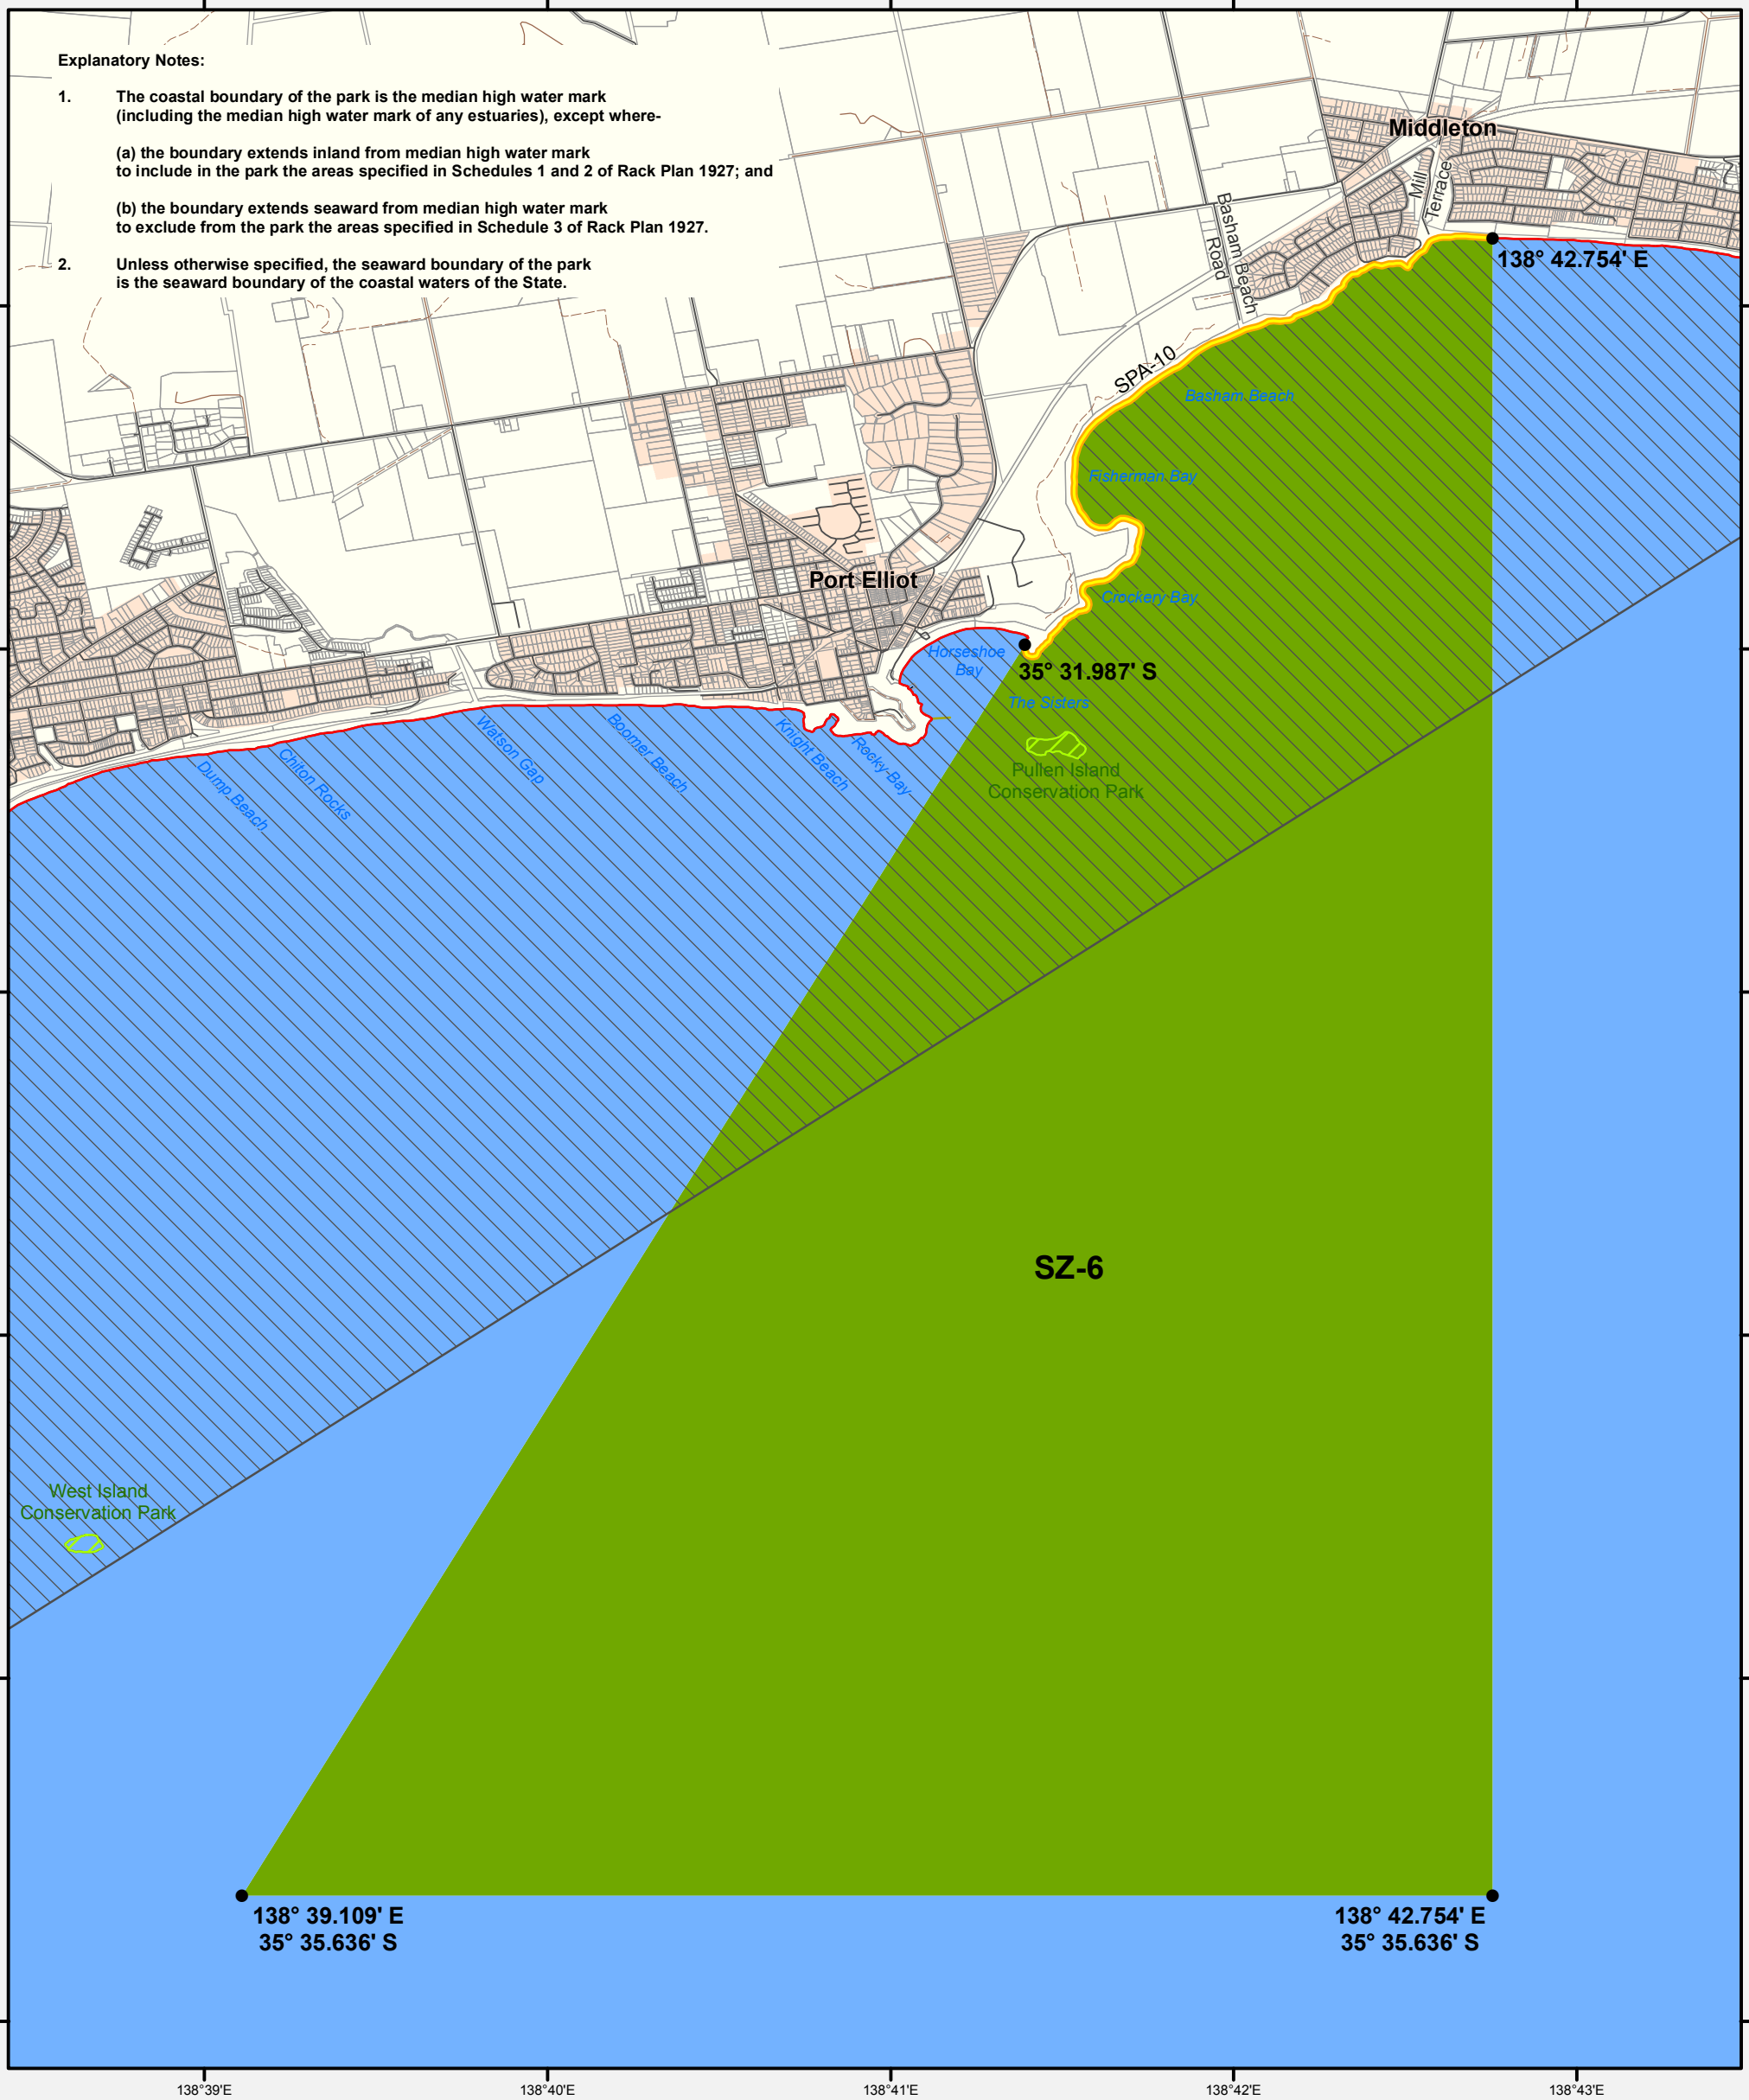 Explanatory Notes:
1. The coastal boundary of the park is the median high water mark
(including the median high water mark of any estuaries), except where-
(a) the boundary extends inland from median high water mark
to include in the park the areas specified in Schedules 1 and 2 of Rack Plan 1927; and
(b) the boundary extends seaward from median high water mark
to exclude from the park the areas specified in Schedule 3 of Rack Plan 1927.
2. Unless otherwise specified, the seaward boundary of the park
is the seaward boundary of the coastal waters of the State.
Middleton
Mill
Terrace
Basham Beach
Road
138° 42.754' E
SPA-10
Basham Beach
Fisherman Bay
Port Elliot
Crockery Bay
Horseshoe
Bay
35° 31.987' S
The Sisters
Pullen Island
Conservation Park
Dump Beach
Chiton Rocks
Watson Gap
Boomer Beach
Knight Beach
Rocky Bay
SZ-6
West Island
Conservation Park
138° 39.109' E
35° 35.636' S
138° 42.754' E
35° 35.636' S
138°39'E
138°40'E
138°41'E
138°42'E
138°43'E